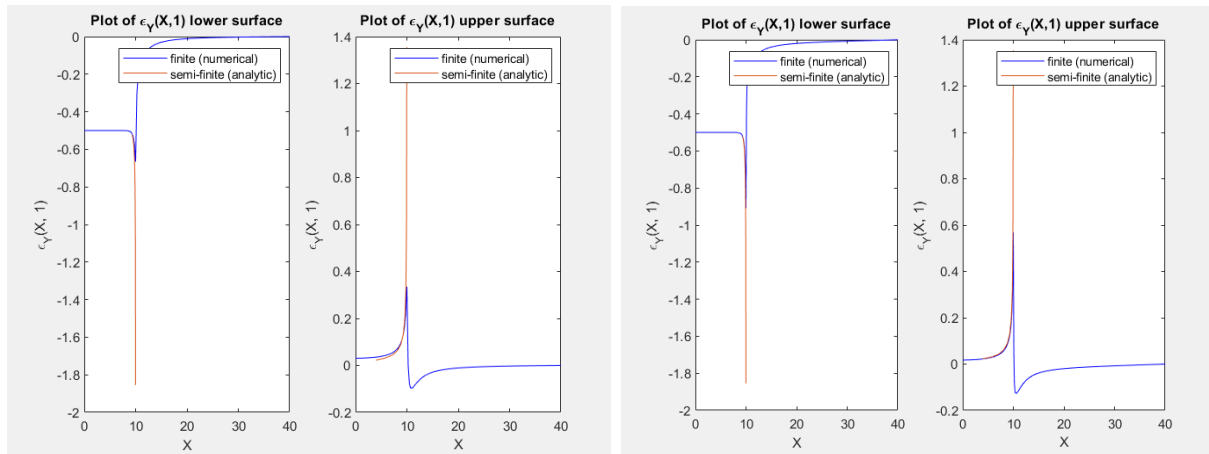 Plot of ϵY(X,1) lower surface
finite (numerical)
semi-finite (analytic)
0
-0.2
-0.4
-0.6
-0.8
-1
-1.2
-1.4
-1.6
-1.8
-2
ϵY(X, 1)
0 10 20 30 40
X
Plot of ϵY(X,1) upper surface
finite (numerical)
semi-finite (analytic)
1.4
1.2
1
0.8
0.6
0.4
0.2
0
-0.2
ϵY(X, 1)
0 10 20 30 40
X
Plot of ϵY(X,1) lower surface
finite (numerical)
semi-finite (analytic)
0
-0.2
-0.4
-0.6
-0.8
-1
-1.2
-1.4
-1.6
-1.8
-2
ϵY(X, 1)
0 10 20 30 40
X
Plot of ϵY(X,1) upper surface
finite (numerical)
semi-finite (analytic)
1.4
1.2
1
0.8
0.6
0.4
0.2
0
-0.2
ϵY(X, 1)
0 10 20 30 40
X